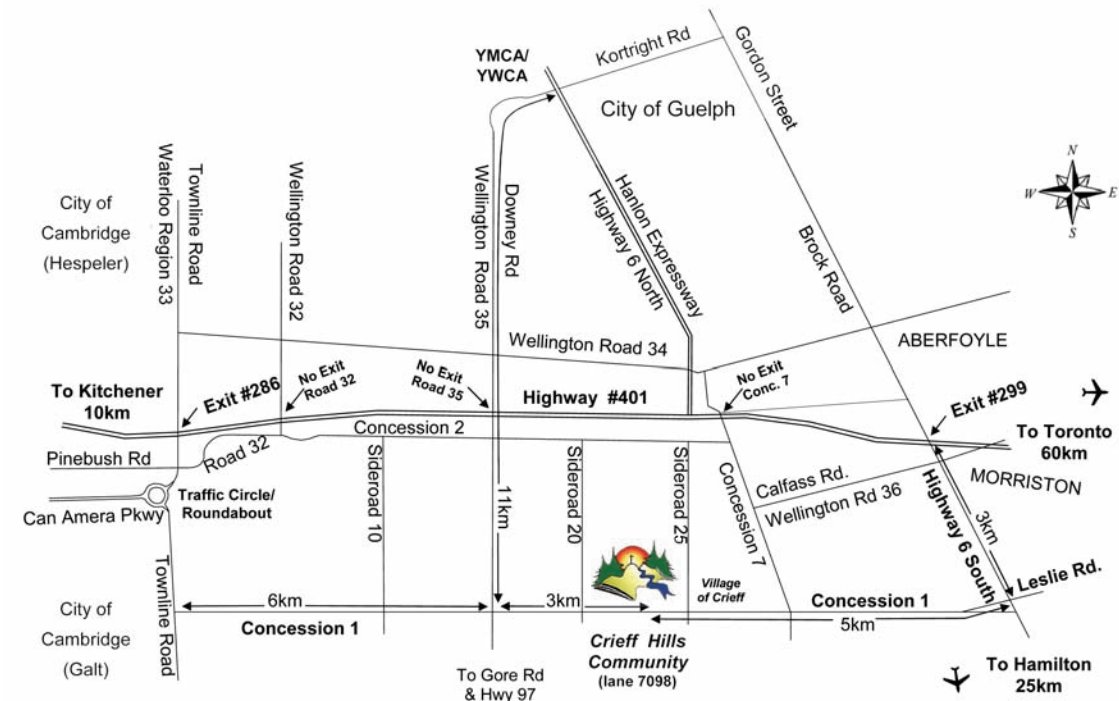 YMCA/
YWCA
Kortright Rd
Gordon Street
City of Guelph
N
W
E
S
Waterloo Region 33
Townline Road
Wellington Road 32
City of
Cambridge
(Hespeler)
Wellington Road 35
Downey Rd
Hanlon Expressway
Highway 6 North
Brock Road
Wellington Road 34
ABERFOYLE
No Exit
Road 32
No Exit
Road 35
No Exit
Conc. 7
To Kitchener
10km
Exit #286
Highway #401
Exit #299
Concession 2
To Toronto
60km
Pinebush Rd
Road 32
Calfass Rd.
MORRISTON
Wellington Rd 36
Can Amera Pkwy
Traffic Circle/
Roundabout
Sideroad 10
11km
Sideroad 20
Sideroad 25
Concession 7
Highway 6 South
3km
Village
of Crieff
Leslie Rd.
Townline Road
6km
3km
Concession 1
5km
City of
Cambridge
(Galt)
Concession 1
Crieff Hills
Community
(lane 7098)
To Gore Rd
& Hwy 97
To Hamilton
25km